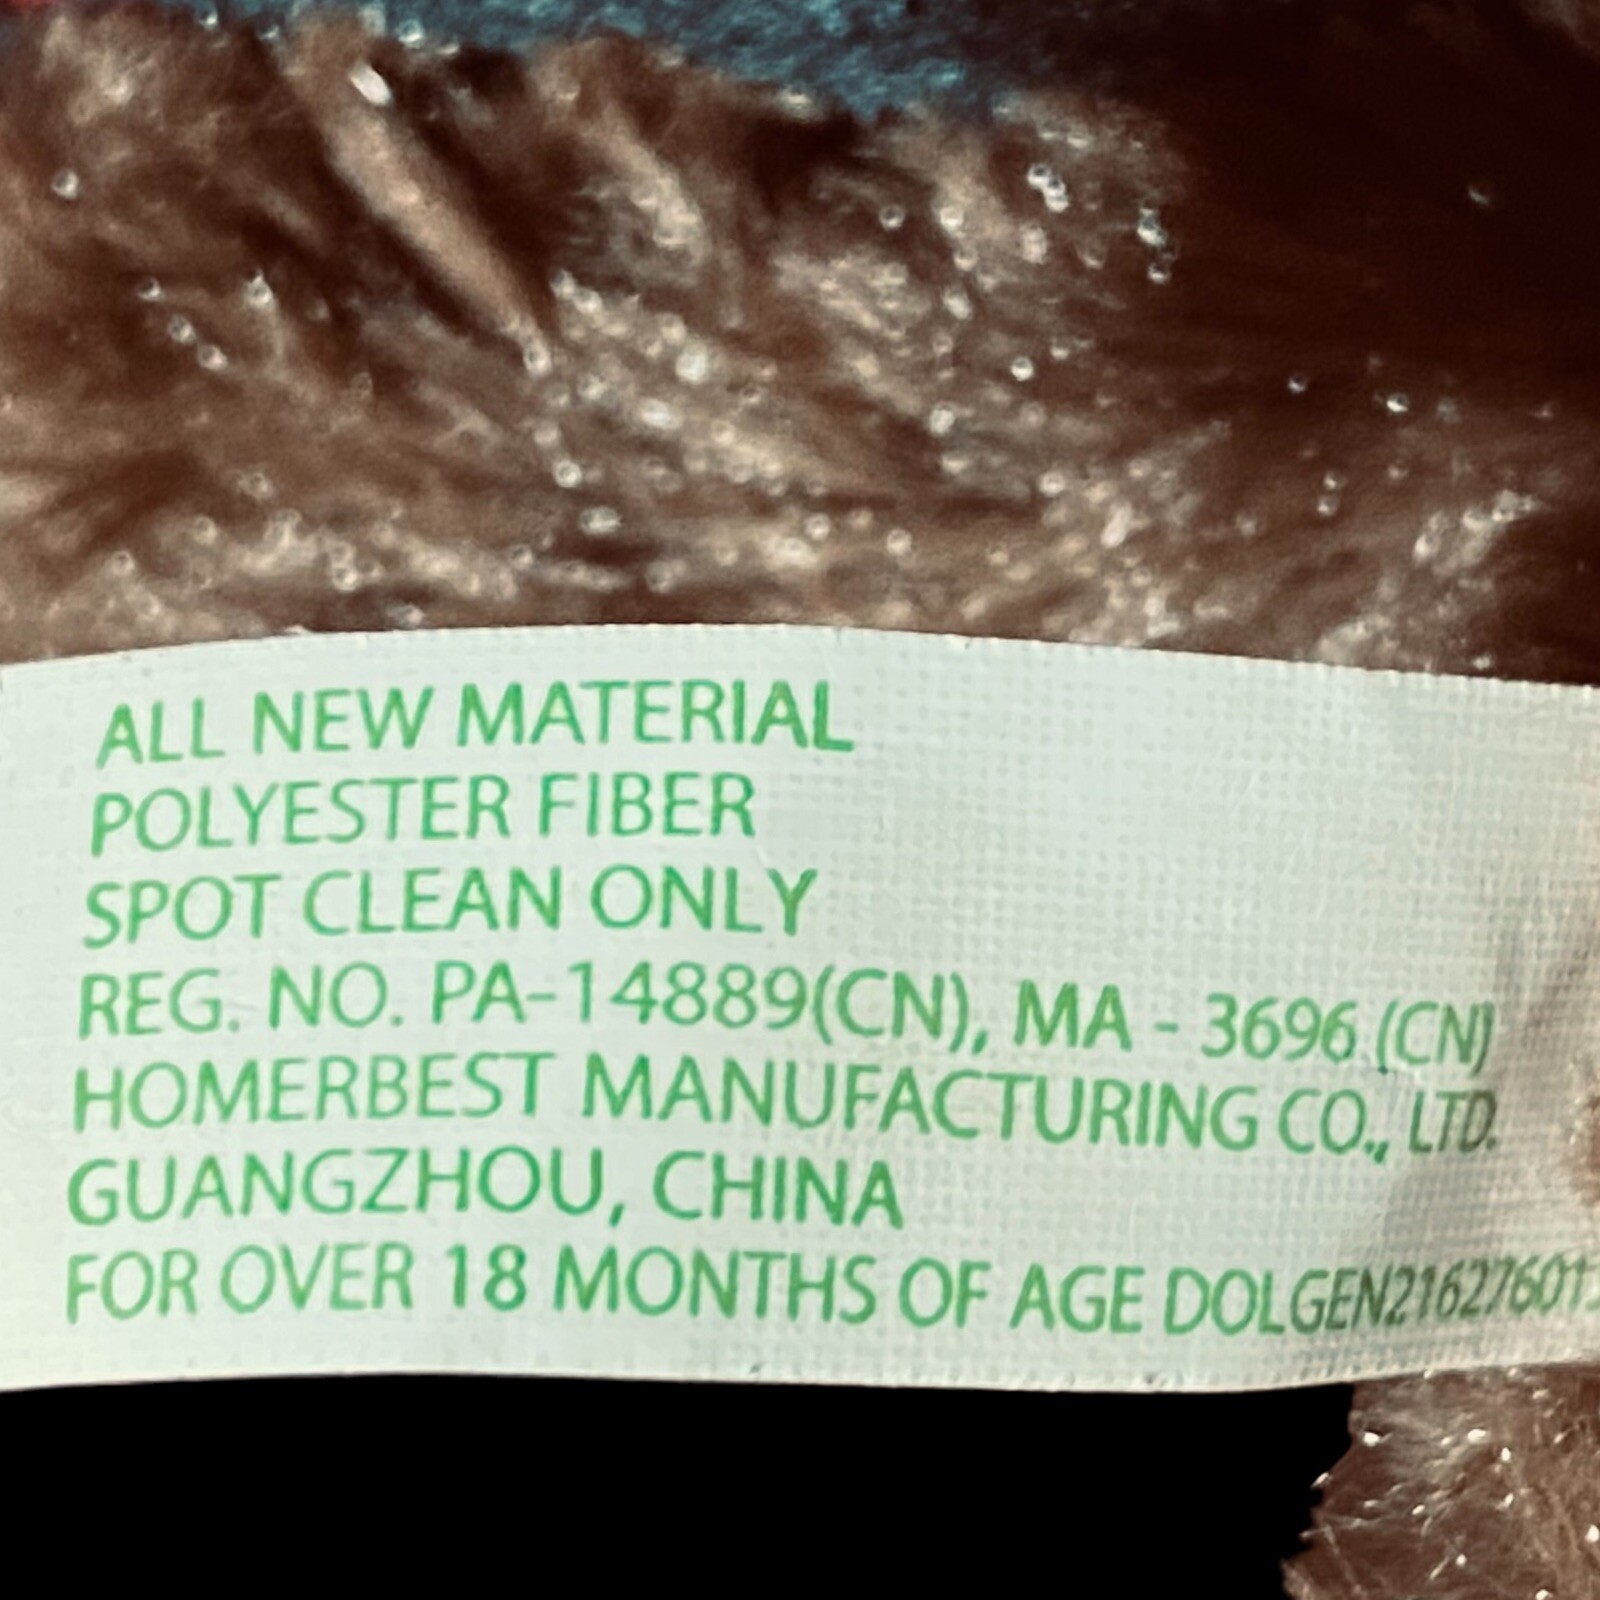 ALL NEW MATERIAL
POLYESTER FIBER
SPOT CLEAN ONLY
REG. NO. PA-14889(CN), MA - 3696 (CN)
HOMERBEST MANUFACTURING CO., LTD.
GUANGZHOU, CHINA
FOR OVER 18 MONTHS OF AGE